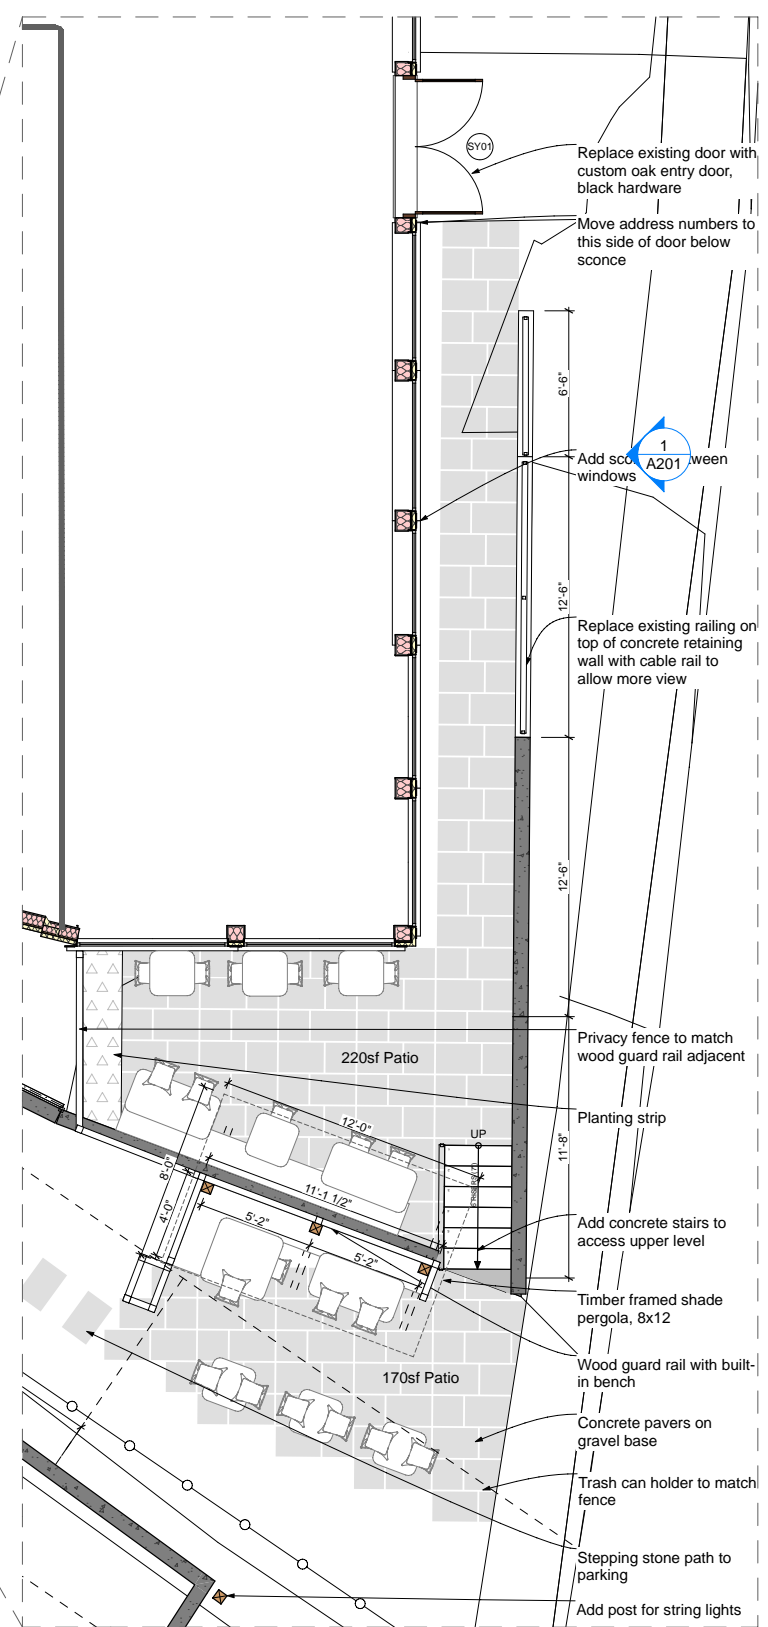 SY01
Replace existing door with
custom oak entry door,
black hardware
Move address numbers to
this side of door below
sconce
6'-6"
1
A201
Add sco ween
windows
12'-6"
Replace existing railing on
top of concrete retaining
wall with cable rail to
allow more view
12'-6"
220sf Patio
Privacy fence to match
wood guard rail adjacent
Planting strip
12'-0"
UP
11'-8"
8'-0"
4'-0"
11'-1 1/2"
5'-2"
5'-2"
Add concrete stairs to
access upper level
Timber framed shade
pergola, 8x12
170sf Patio
Wood guard rail with built-
in bench
Concrete pavers on
gravel base
Trash can holder to match
fence
Stepping stone path to
parking
Add post for string lights